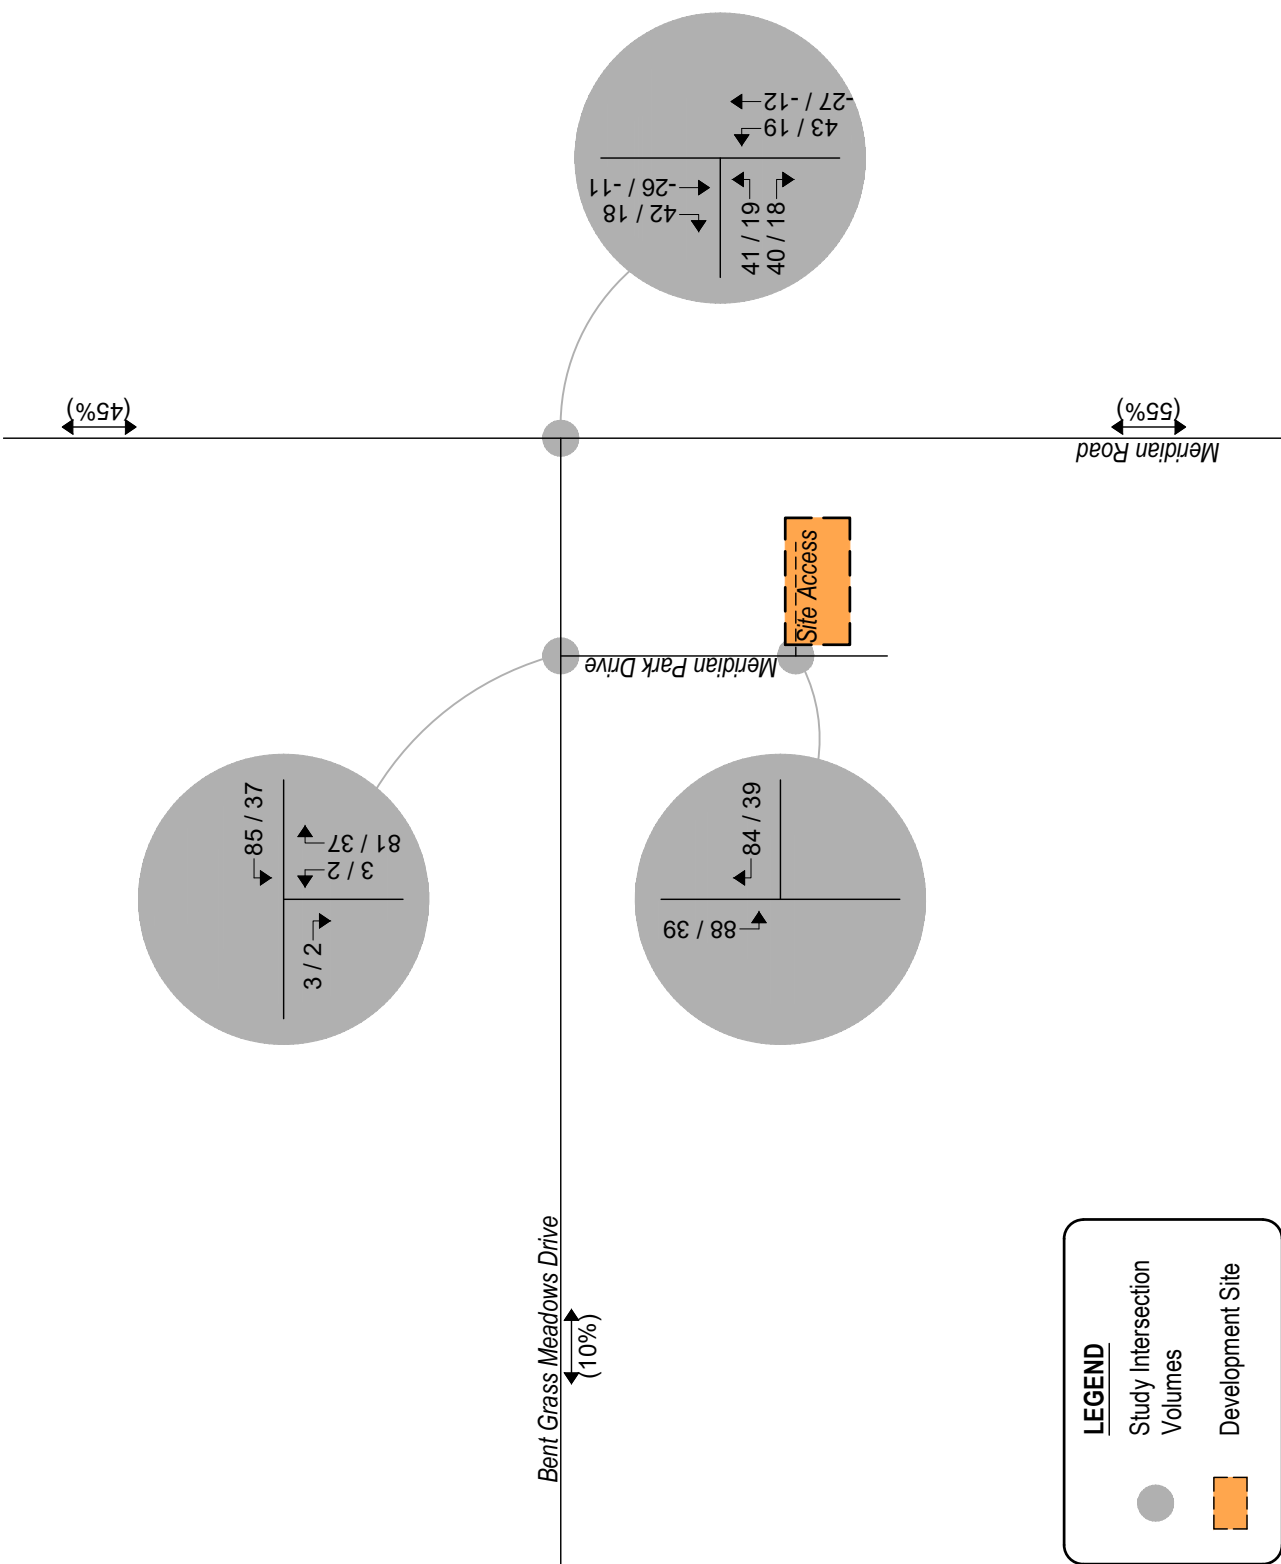 -27 / -12
43 / 19
-26 / -11
42 / 18
41 / 19
40 / 18
(45%)
(55%)
Meridian Road
Site Access
Meridian Park Drive
85 / 37
81 / 37
3 / 2
3 / 2
84 / 39
88 / 39
Bent Grass Meadows Drive
(10%)
LEGEND
Study Intersection
Volumes
Development Site